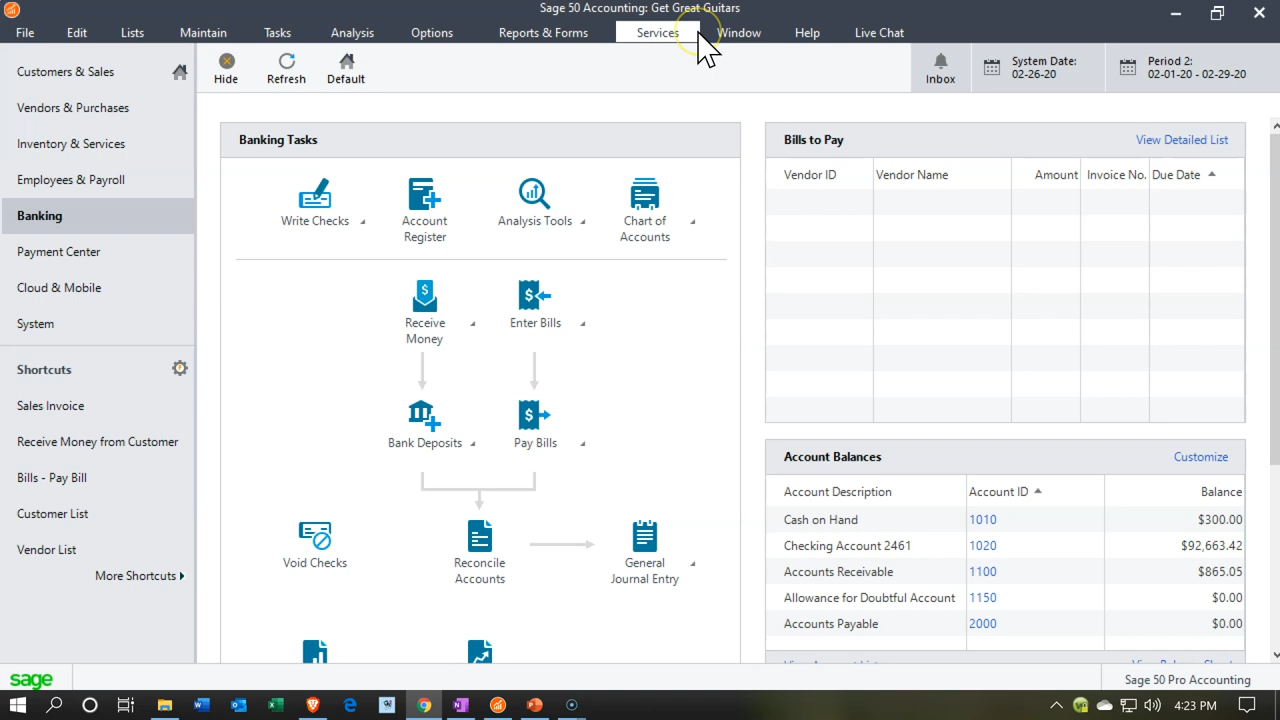 Sage 50 Accounting: Get Great Guitars
File Edit Lists Maintain Tasks Analysis Options Reports & Forms Services Window Help Live Chat
Customers & Sales
Vendors & Purchases
Inventory & Services
Employees & Payroll
Banking
Payment Center
Cloud & Mobile
System
Shortcuts
Sales Invoice
Receive Money from Customer
Bills - Pay Bill
Customer List
Vendor List
More Shortcuts
Hide Refresh Default
Inbox
System Date:
02-26-20
Period 2:
02-01-20 - 02-29-20
Banking Tasks
Write Checks
Account
Register
Analysis Tools
Chart of
Accounts
Receive
Money
Enter Bills
Bank Deposits
Pay Bills
Void Checks
Reconcile
Accounts
General
Journal Entry
Bills to Pay View Detailed List
Vendor ID Vendor Name Amount Invoice No. Due Date
Account Balances Customize
Account Description Account ID Balance
Cash on Hand 1010 $300.00
Checking Account 2461 1020 $92,663.42
Accounts Receivable 1100 $865.05
Allowance for Doubtful Account 1150 $0.00
Accounts Payable 2000 $0.00
sage
Sage 50 Pro Accounting
4:23 PM